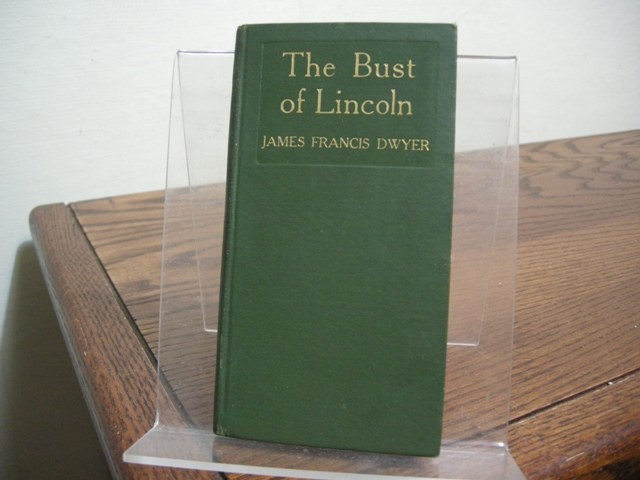 The Bust
of Lincoln
JAMES FRANCIS DWYER